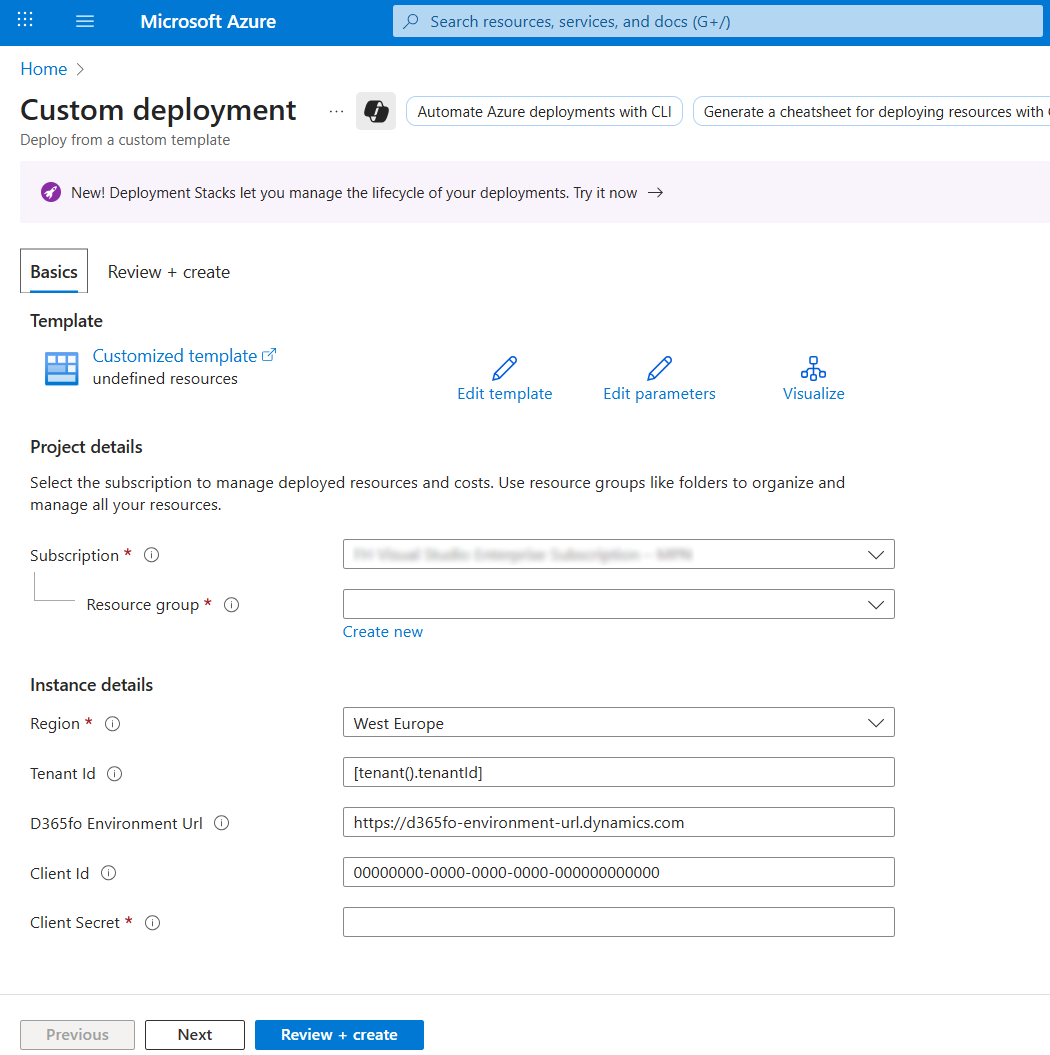 Microsoft Azure
Search resources, services, and docs (G+/)
Home
Custom deployment
...
Automate Azure deployments with CLI
Generate a cheatsheet for deploying resources with
Deploy from a custom template
New! Deployment Stacks let you manage the lifecycle of your deployments. Try it now →
Basics
Review + create
Template
Customized template
undefined resources
Edit template
Edit parameters
Visualize
Project details
Select the subscription to manage deployed resources and costs. Use resource groups like folders to organize and
manage all your resources.
Subscription *
Resource group *
Create new
Instance details
Region *
West Europe
Tenant Id
[tenant().tenantId]
D365fo Environment Url
https://d365fo-environment-url.dynamics.com
Client Id
00000000-0000-0000-0000-000000000000
Client Secret *
Previous
Next
Review + create